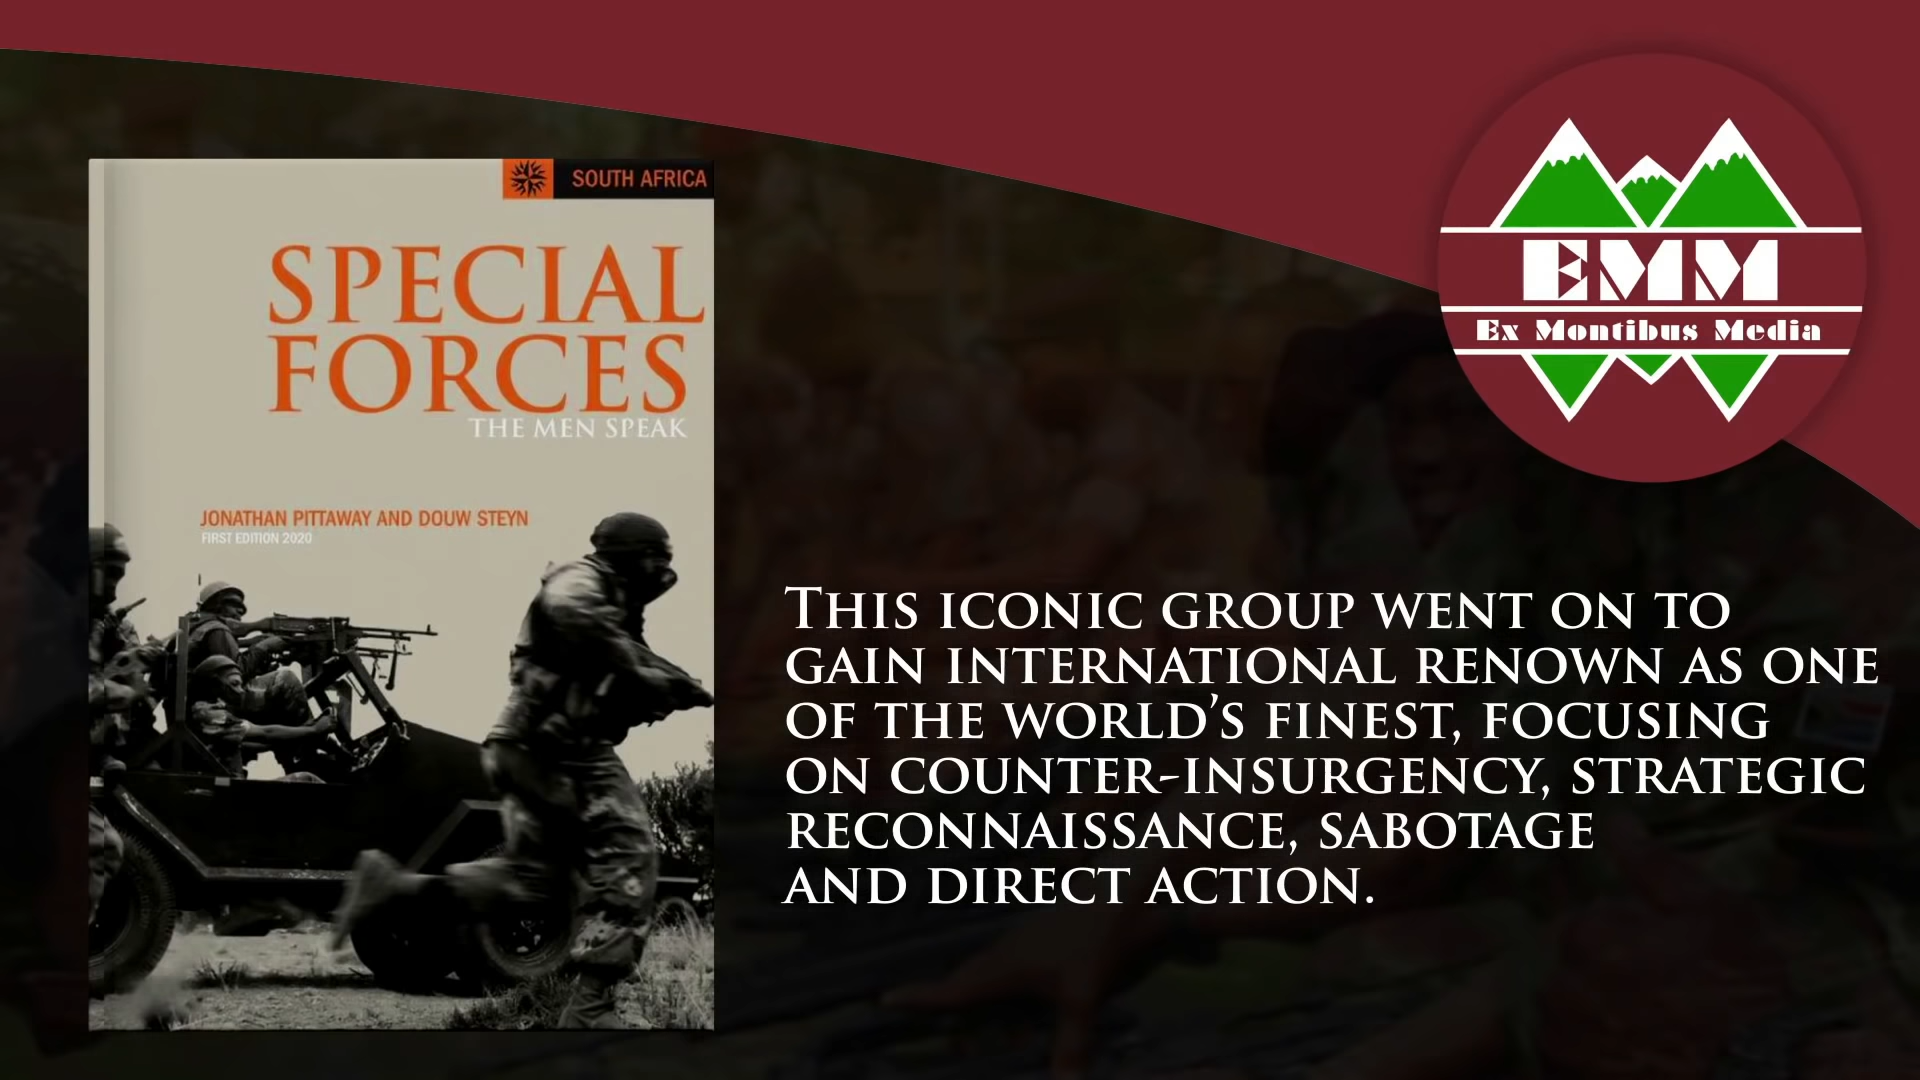 SOUTH AFRICA
SPECIAL
FORCES
THE MEN SPEAK
JONATHAN PITTAWAY AND DOUW STEYN
FIRST EDITION 2020
EMM
Ex Montibus Media
THIS ICONIC GROUP WENT ON TO
GAIN INTERNATIONAL RENOWN AS ONE
OF THE WORLD’S FINEST, FOCUSING
ON COUNTER-INSURGENCY, STRATEGIC
RECONNAISSANCE, SABOTAGE
AND DIRECT ACTION.